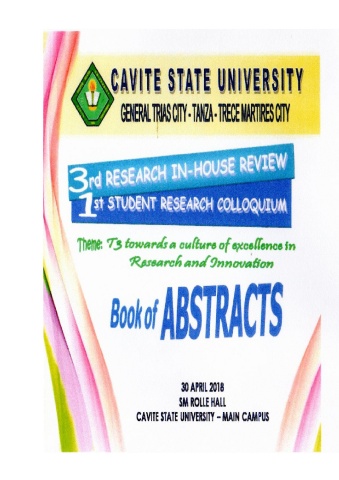 CAVITE STATE UNIVERSITY
GENERAL TRIAS CITY - TANZA - TRECE MARTIRES CITY
3rd RESEARCH IN-HOUSE REVIEW
1st STUDENT RESEARCH COLLOQUIUM
Theme: T3 towards a culture of excellence in
Research and Innovation
Book of ABSTRACTS
30 APRIL 2018
SM ROLLE HALL
CAVITE STATE UNIVERSITY – MAIN CAMPUS